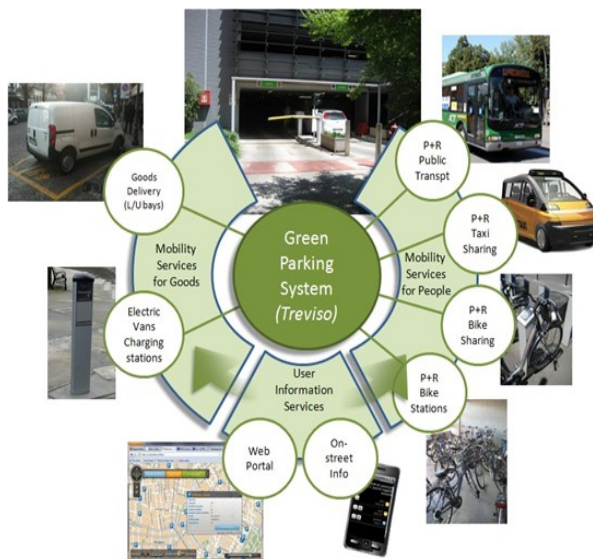 P+R
Public
Transpt
Goods
Delivery
(L/U bays)
P+R
Taxi
Sharing
Green
Parking
System
(Treviso)
Mobility
Services
for Goods
Mobility
Services
for People
Electric
Vans
Charging
stations
P+R
Bike
Sharing
User
Information
Services
P+R
Bike
Stations
Web
Portal
On-
street
Info